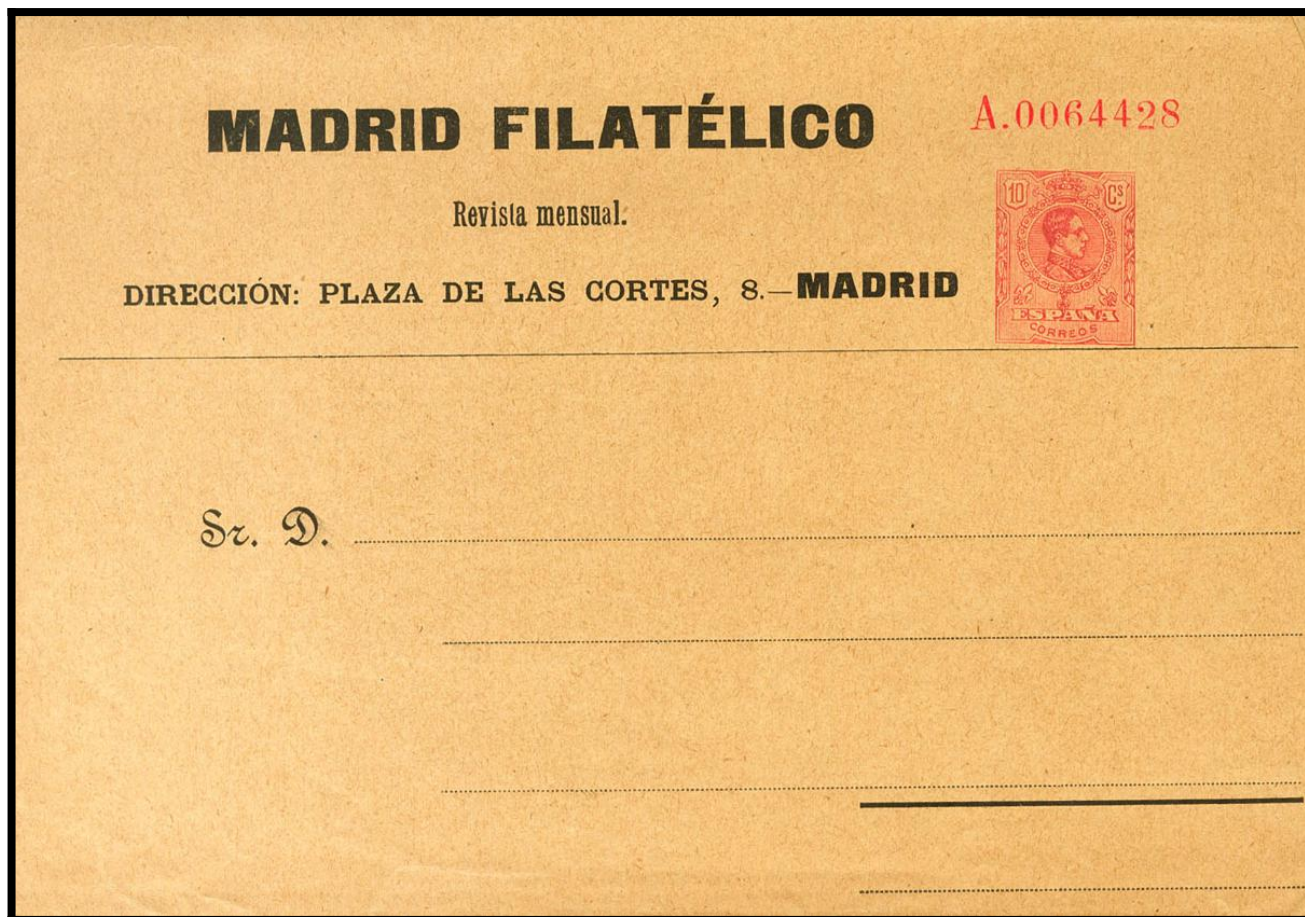 MADRID FILATÉLICO
A.0064428
Revista mensual.
10 Cs
DIRECCIÓN: PLAZA DE LAS CORTES, 8.—MADRID
ESPAÑA
CORREOS
Sr. D.